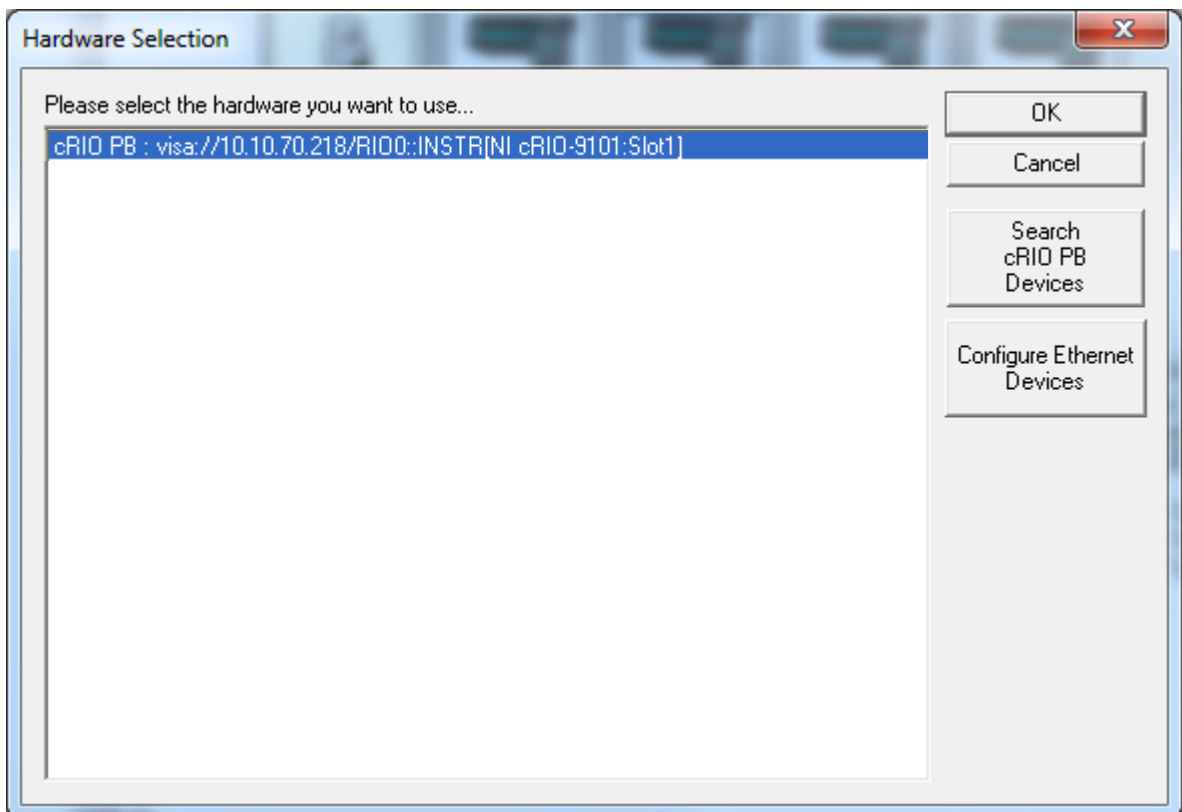 Hardware Selection
Please select the hardware you want to use...
cRIO PB : visa://10.10.70.218/RIO0::INSTR[NI cRIO-9101:Slot1]
OK
Cancel
Search
cRIO PB
Devices
Configure Ethernet
Devices